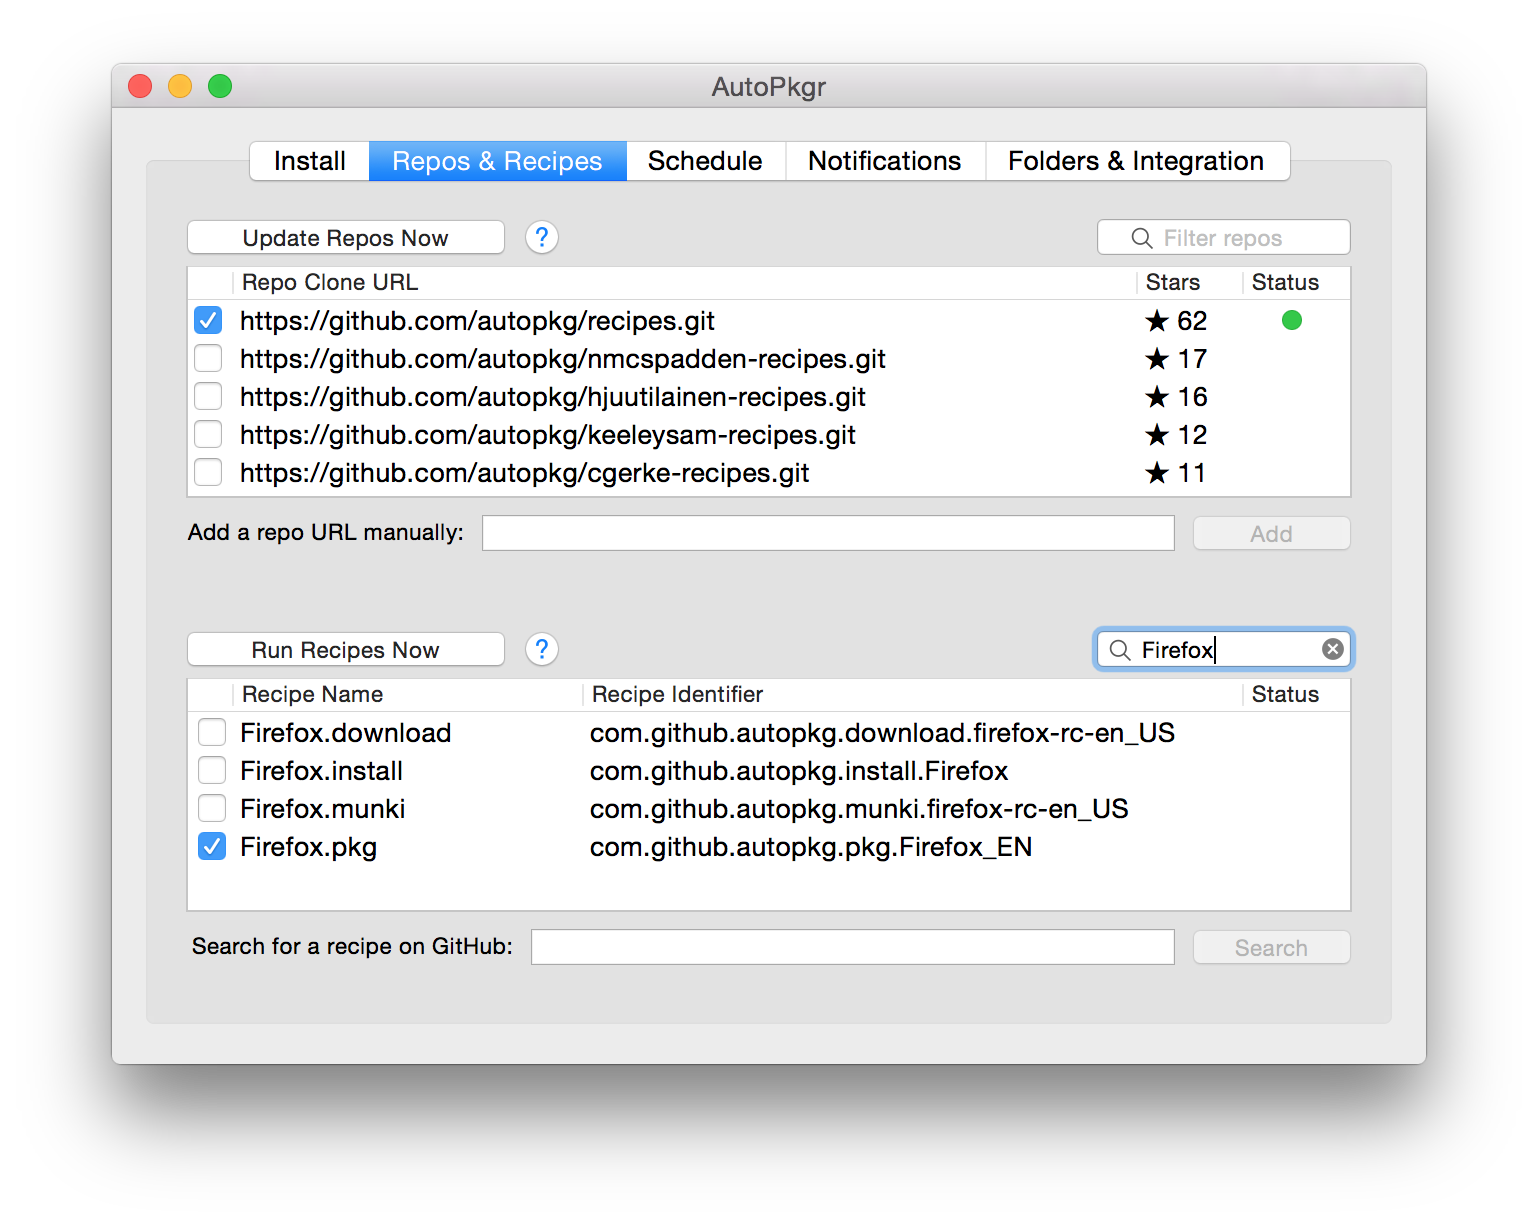 AutoPkgr
Install Repos & Recipes Schedule Notifications Folders & Integration
Update Repos Now ? Filter repos
Repo Clone URL Stars Status
https://github.com/autopkg/recipes.git ★ 62
https://github.com/autopkg/nmcspadden-recipes.git ★ 17
https://github.com/autopkg/hjuutilainen-recipes.git ★ 16
https://github.com/autopkg/keeleysam-recipes.git ★ 12
https://github.com/autopkg/cgerke-recipes.git ★ 11
Add a repo URL manually: Add
Run Recipes Now ? Firefox
Recipe Name Recipe Identifier Status
Firefox.download com.github.autopkg.download.firefox-rc-en_US
Firefox.install com.github.autopkg.install.Firefox
Firefox.munki com.github.autopkg.munki.firefox-rc-en_US
Firefox.pkg com.github.autopkg.pkg.Firefox_EN
Search for a recipe on GitHub: Search